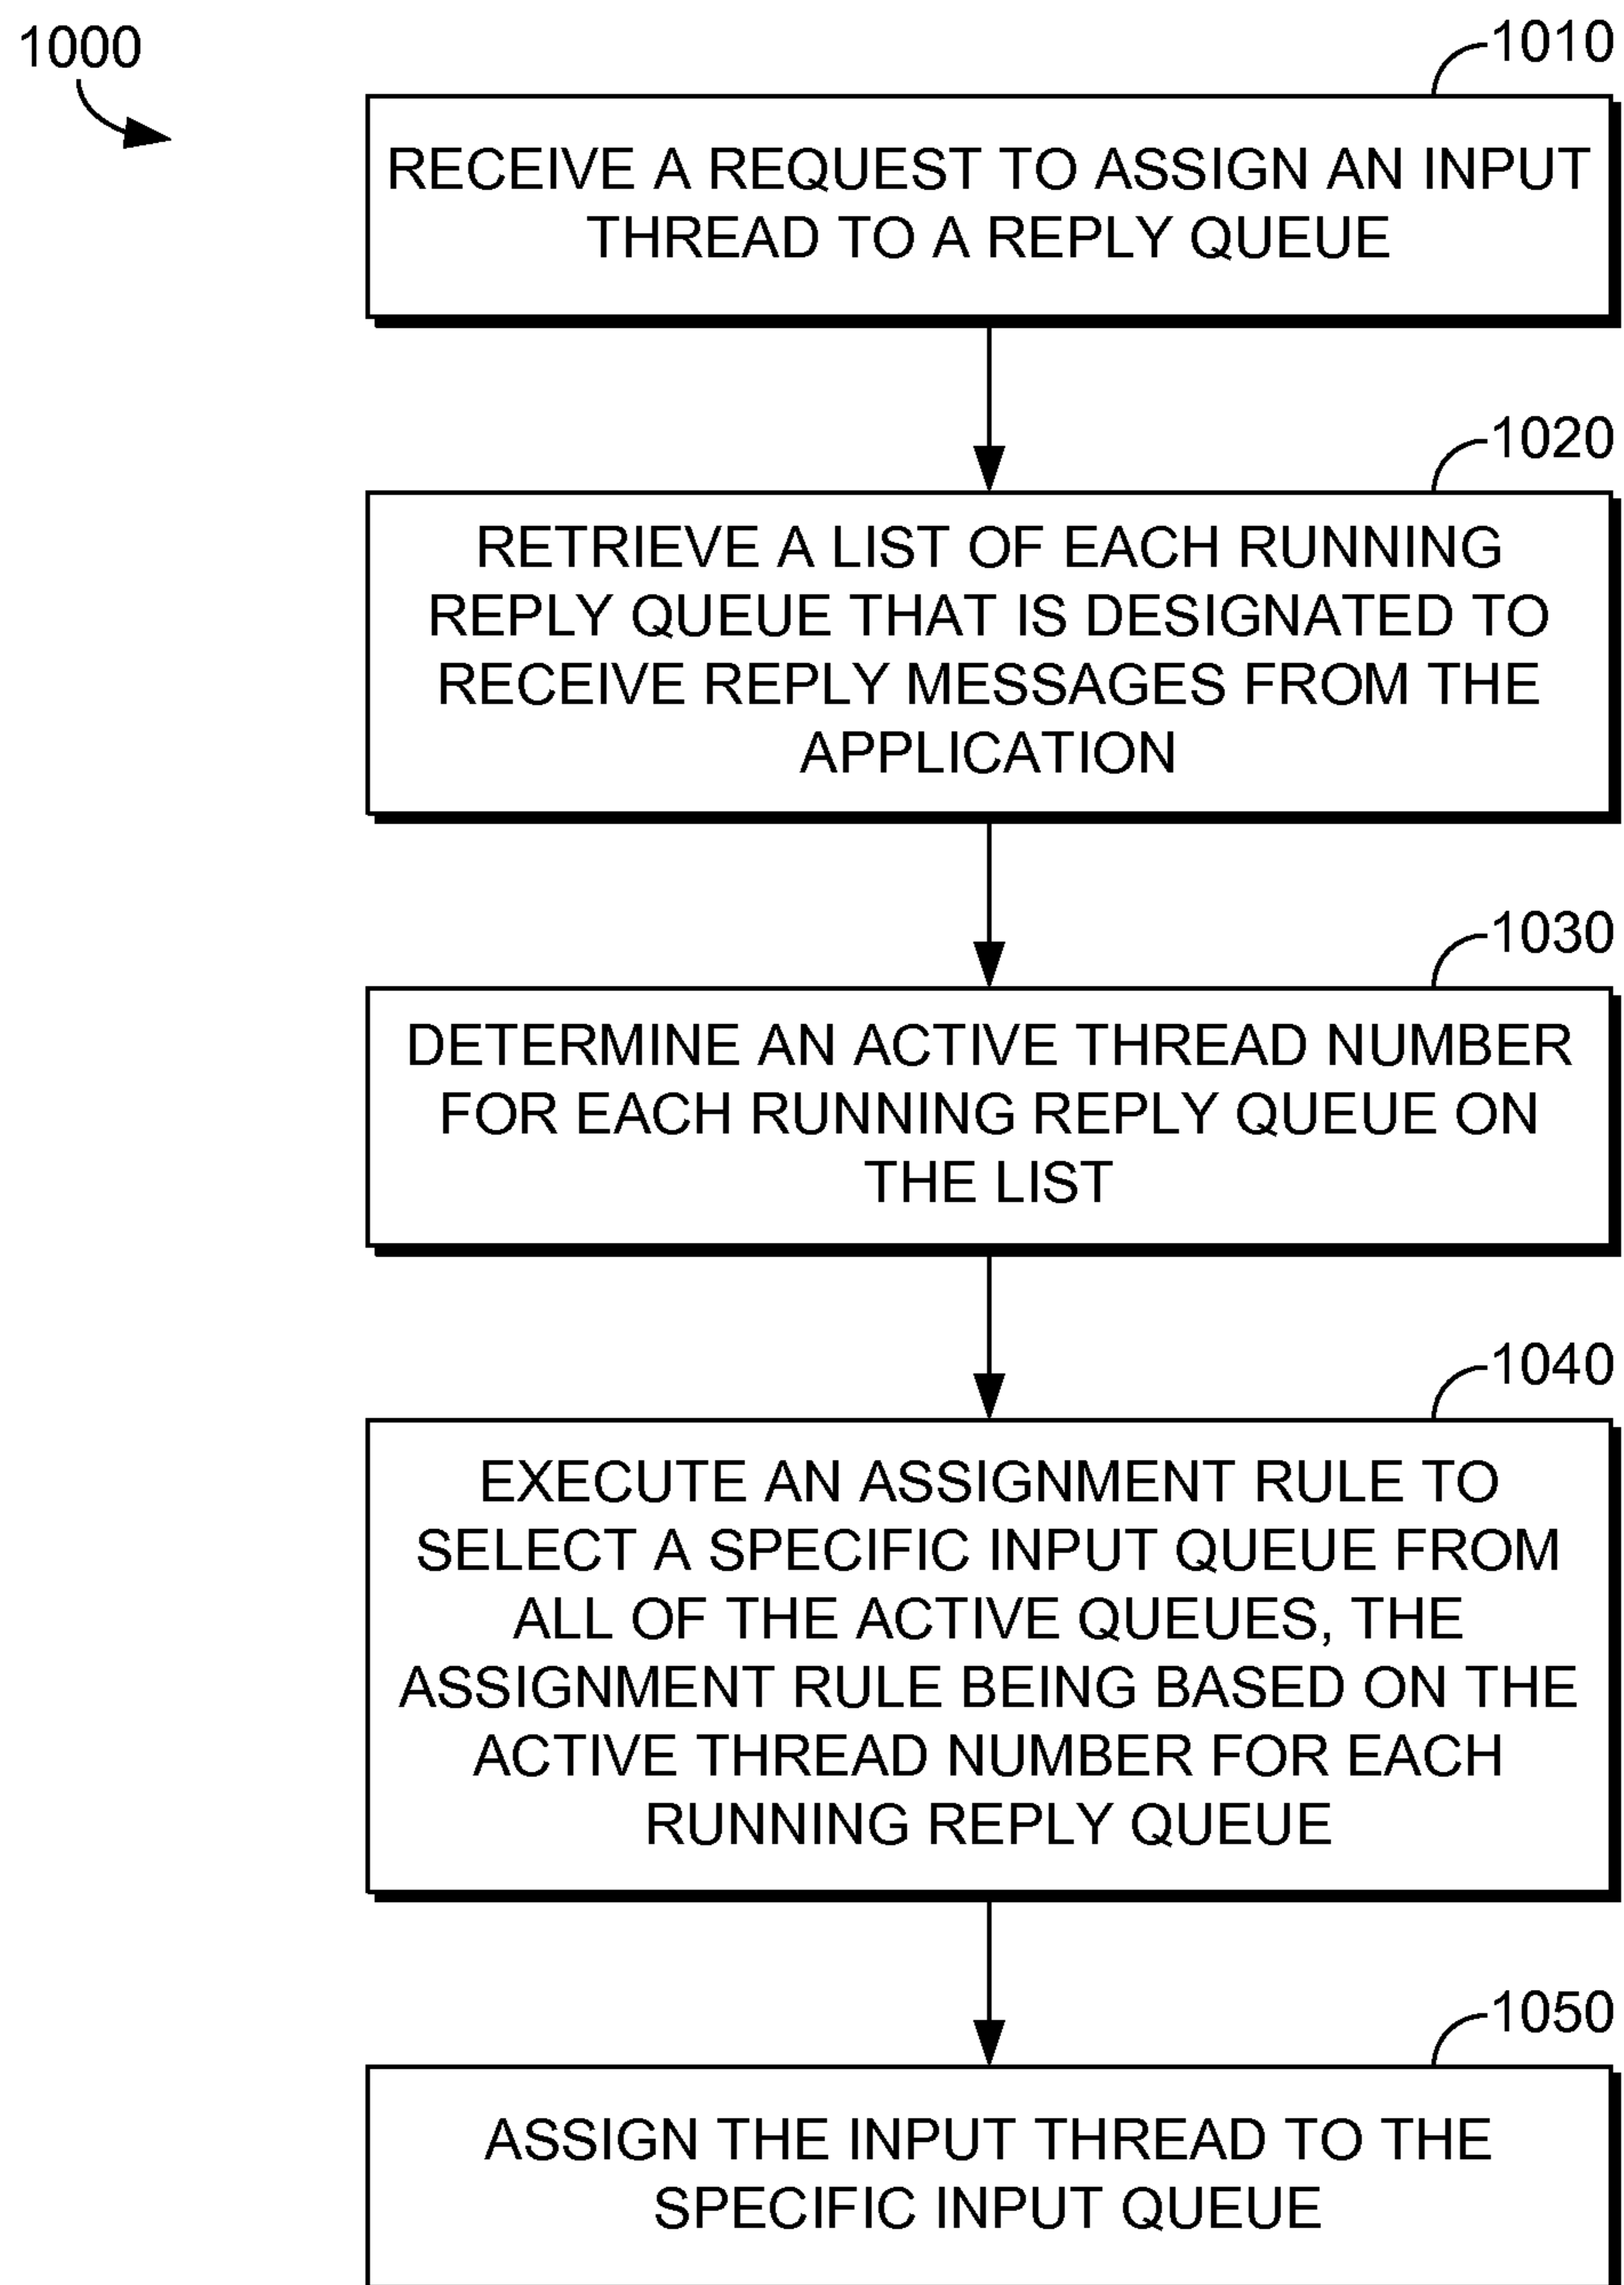 1000
1010
RECEIVE A REQUEST TO ASSIGN AN INPUT
THREAD TO A REPLY QUEUE
1020
RETRIEVE A LIST OF EACH RUNNING
REPLY QUEUE THAT IS DESIGNATED TO
RECEIVE REPLY MESSAGES FROM THE
APPLICATION
1030
DETERMINE AN ACTIVE THREAD NUMBER
FOR EACH RUNNING REPLY QUEUE ON
THE LIST
1040
EXECUTE AN ASSIGNMENT RULE TO
SELECT A SPECIFIC INPUT QUEUE FROM
ALL OF THE ACTIVE QUEUES, THE
ASSIGNMENT RULE BEING BASED ON THE
ACTIVE THREAD NUMBER FOR EACH
RUNNING REPLY QUEUE
1050
ASSIGN THE INPUT THREAD TO THE
SPECIFIC INPUT QUEUE